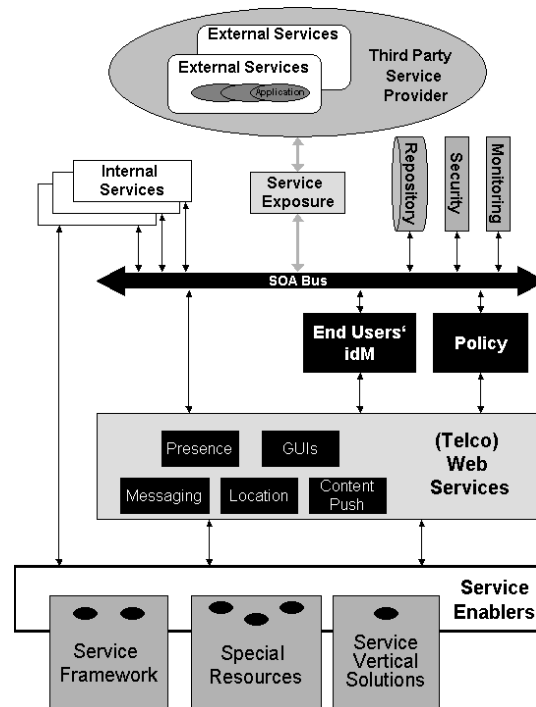 External Services
External Services
Application
Third Party
Service
Provider
Internal
Services
Service
Exposure
Repository
Security
Monitoring
SOA Bus
End Users‘
idM
Policy
(Telco)
Web
Services
Presence
GUIs
Messaging
Location
Content
Push
Service
Enablers
Service
Framework
Special
Resources
Service
Vertical
Solutions